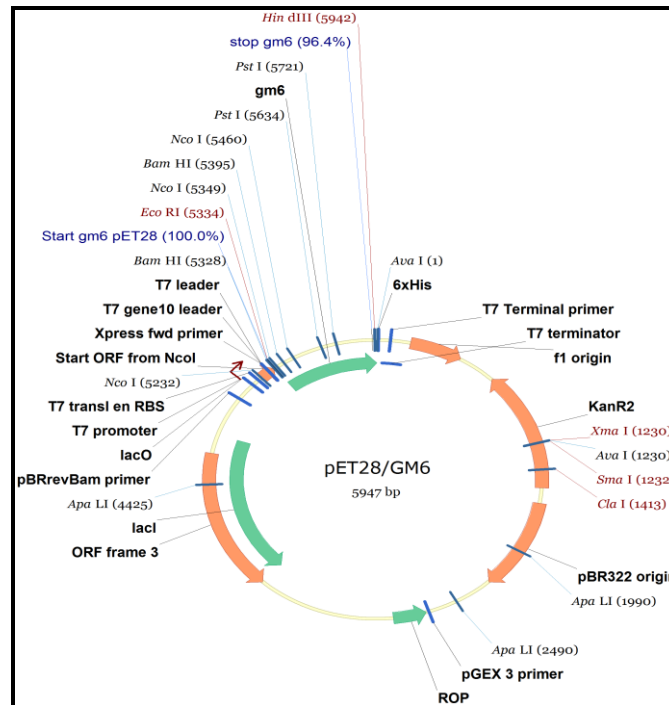 Hin dIII (5942)
stop gm6 (96.4%)
Pst I (5721)
gm6
Pst I (5634)
Nco I (5460)
Bam HI (5395)
Nco I (5349)
Eco RI (5334)
Start gm6 pET28 (100.0%)
Bam HI (5328)
T7 leader
T7 gene10 leader
Xpress fwd primer
Start ORF from NcoI
Nco I (5232)
T7 transl en RBS
T7 promoter
lacO
pBRrevBam primer
Apa LI (4425)
lacI
ORF frame 3
Ava I (1)
6xHis
T7 Terminal primer
T7 terminator
f1 origin
KanR2
Xma I (1230)
Ava I (1230)
Sma I (1232)
Cla I (1413)
pBR322 origin
Apa LI (1990)
Apa LI (2490)
pGEX 3 primer
ROP
pET28/GM6
5947 bp